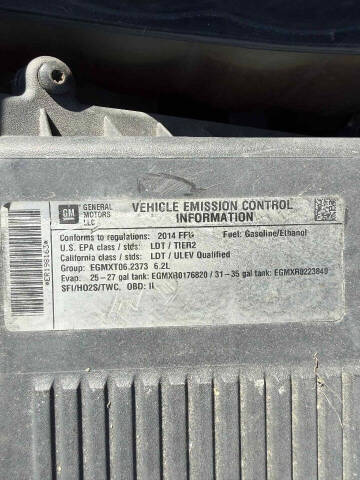 GM
GENERAL MOTORS LLC
VEHICLE EMISSION CONTROL INFORMATION
Conforms to regulations: 2014 FFV Fuel: Gasoline/Ethanol
U.S. EPA class / stds: LDT / TIER2
California class / stds: LDT / ULEV Qualified
Group: EGMXT06.2373 6.2L
Evap: 25-27 gal tank: EGMXR0176820 / 31-35 gal tank: EGMXR0223840
SFI/HO2S/TWC, OBD: II